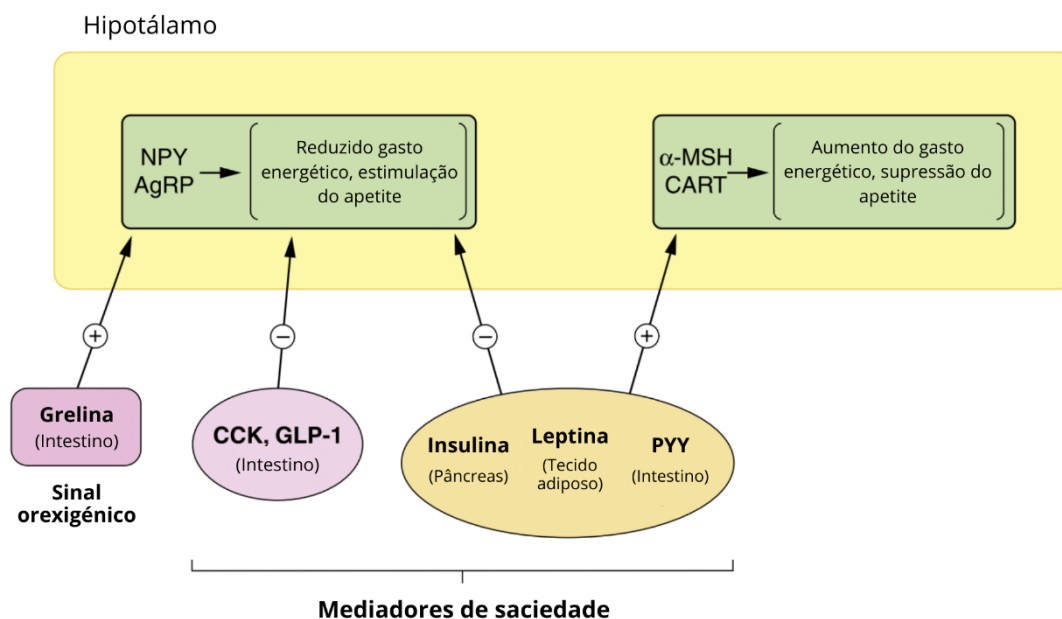 Hipotálamo
NPY
AgRP
Reduzido gasto
energético, estimulação
do apetite
α-MSH
CART
Aumento do gasto
energético, supressão do
apetite
+
−
−
+
Grelina
(Intestino)
Sinal
orexigénico
CCK, GLP-1
(Intestino)
Insulina
(Pâncreas)
Leptina
(Tecido
adiposo)
PYY
(Intestino)
Mediadores de saciedade